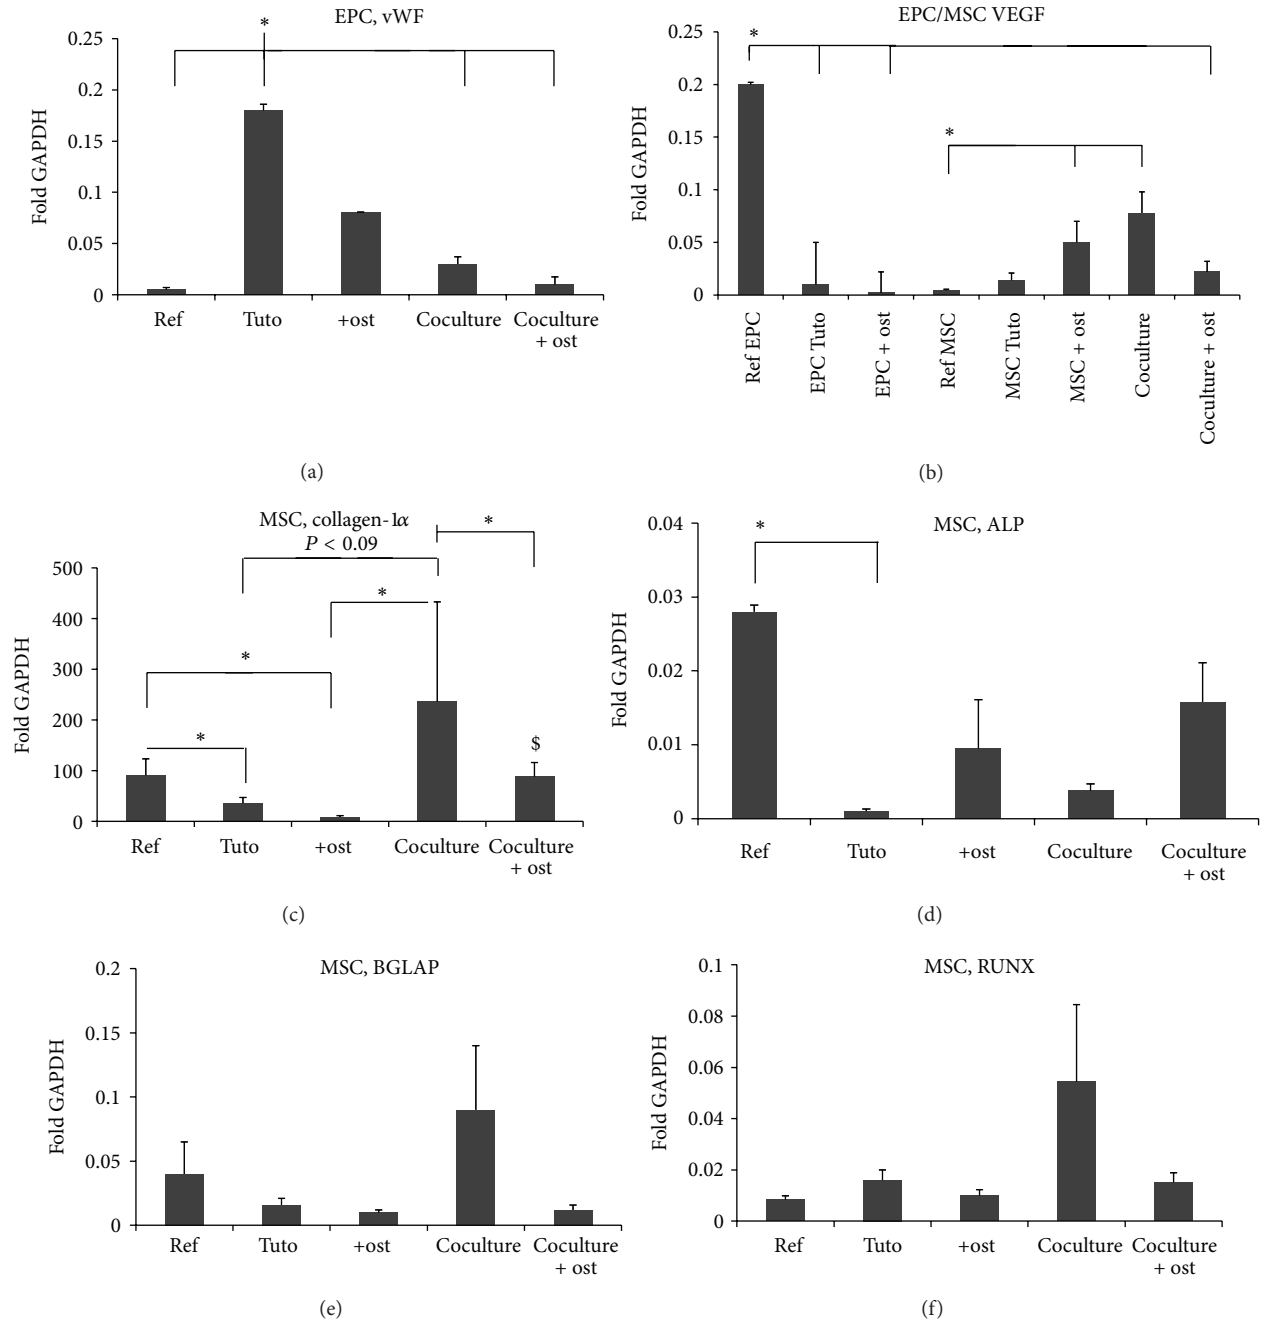 EPC, vWF
*
Fold GAPDH
0.25
0.2
0.15
0.1
0.05
0
Ref Tuto +ost Coculture Coculture
+ ost
(a)
EPC/MSC VEGF
*
*
Fold GAPDH
0.25
0.2
0.15
0.1
0.05
0
Ref EPC
EPC Tuto
EPC + ost
Ref MSC
MSC Tuto
MSC + ost
Coculture
Coculture + ost
(b)
MSC, collagen-1α
P < 0.09
*
*
*
*
$
Fold GAPDH
500
400
300
200
100
0
Ref Tuto +ost Coculture Coculture
+ ost
(c)
MSC, ALP
*
Fold GAPDH
0.04
0.03
0.02
0.01
0
Ref Tuto +ost Coculture Coculture
+ ost
(d)
MSC, BGLAP
Fold GAPDH
0.2
0.15
0.1
0.05
0
Ref Tuto +ost Coculture Coculture
+ ost
(e)
MSC, RUNX
Fold GAPDH
0.1
0.08
0.06
0.04
0.02
0
Ref Tuto +ost Coculture Coculture
+ ost
(f)